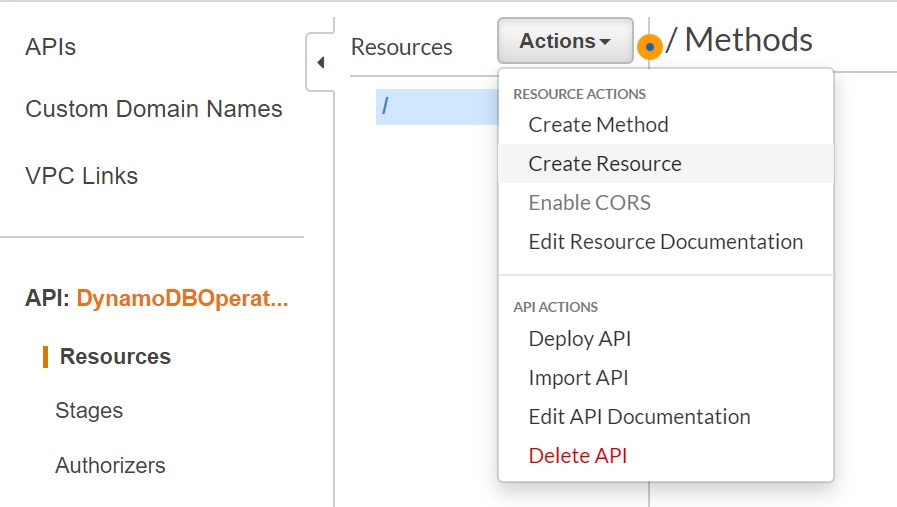 APIs
Custom Domain Names
VPC Links
API: DynamoDBOperat...
Resources
Stages
Authorizers
Resources
Actions
/ Methods
/
RESOURCE ACTIONS
Create Method
Create Resource
Enable CORS
Edit Resource Documentation
API ACTIONS
Deploy API
Import API
Edit API Documentation
Delete API